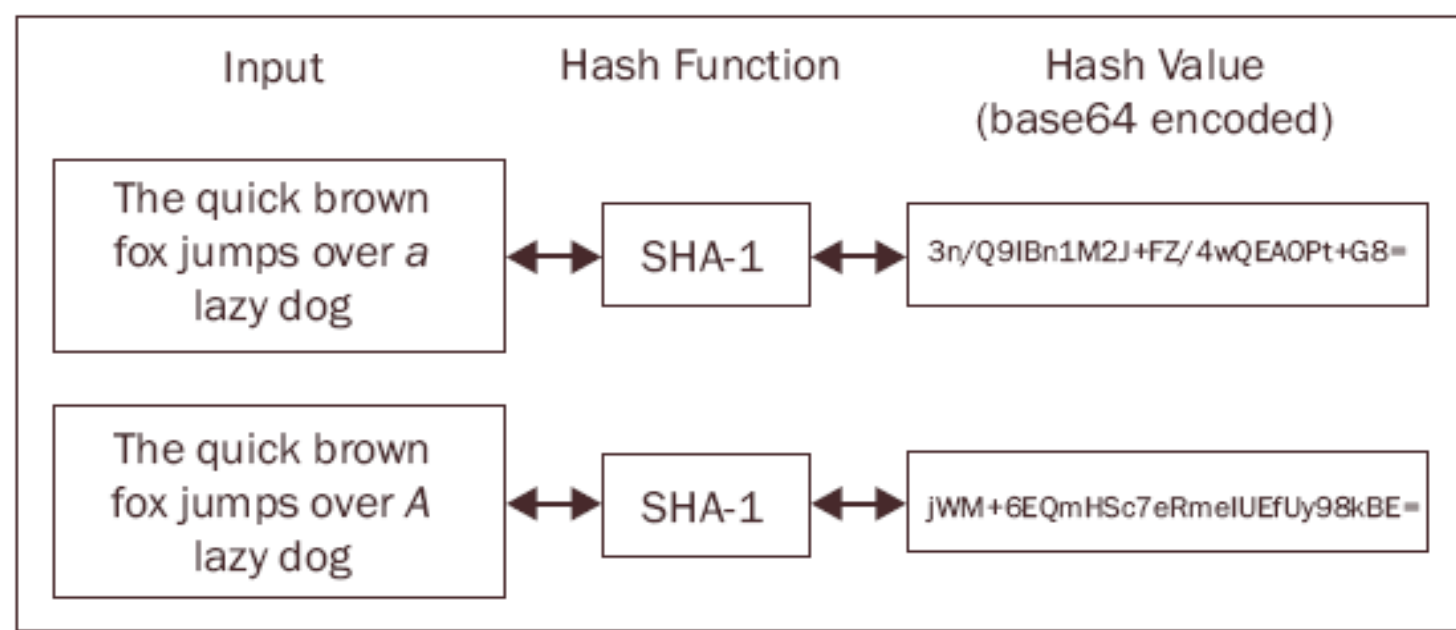 Input
Hash Function
Hash Value
(base64 encoded)
The quick brown
fox jumps over a
lazy dog
SHA-1
3n/Q9IBn1M2J+FZ/4wQEAOPt+G8=
The quick brown
fox jumps over A
lazy dog
SHA-1
jWM+6EQmHSc7eRmeIUEfUy98kBE=